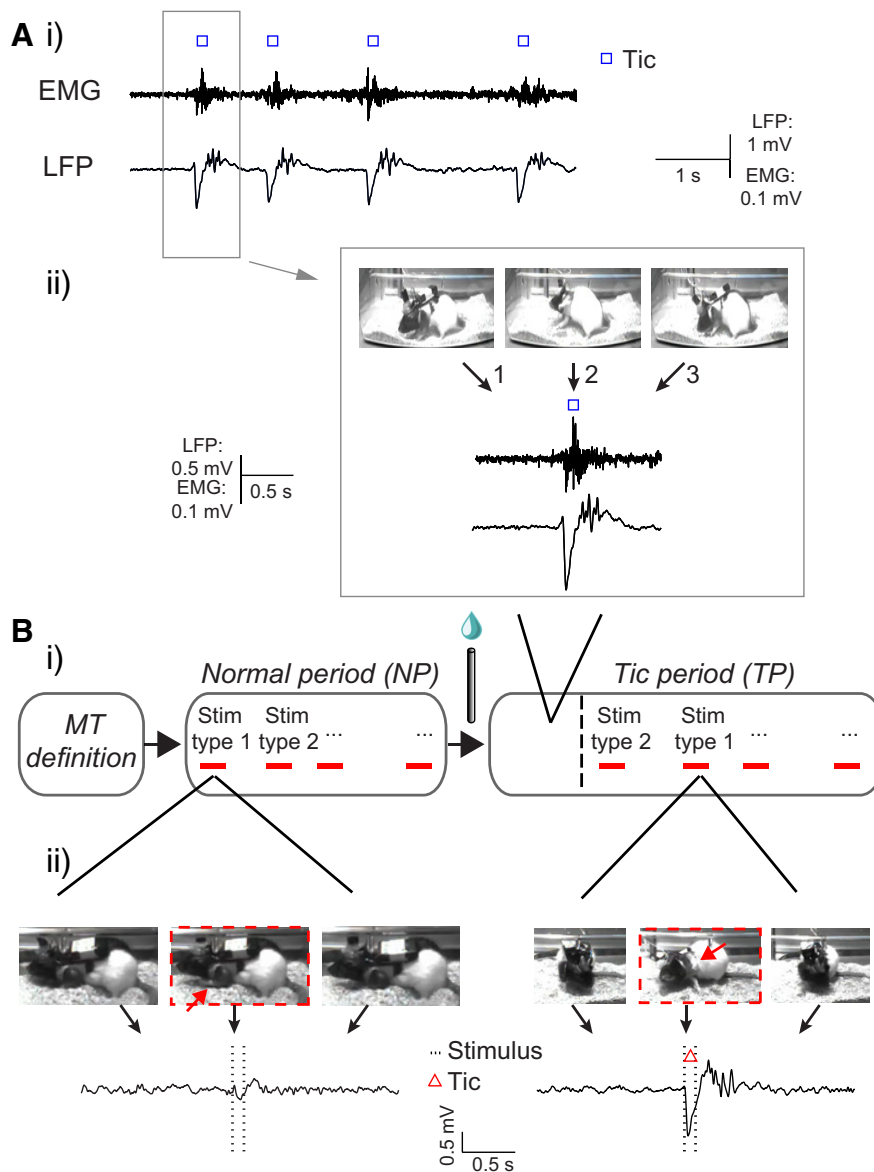 A i)
Tic
EMG
LFP
LFP:
1 mV
1 s
EMG:
0.1 mV
ii)
1 2 3
LFP:
0.5 mV
EMG:
0.1 mV
0.5 s
B
i)
Normal period (NP)
Tic period (TP)
MT
definition
Stim
type 1
Stim
type 2
...
...
Stim
type 2
Stim
type 1
...
...
ii)
Stimulus
Tic
0.5 mV
0.5 s